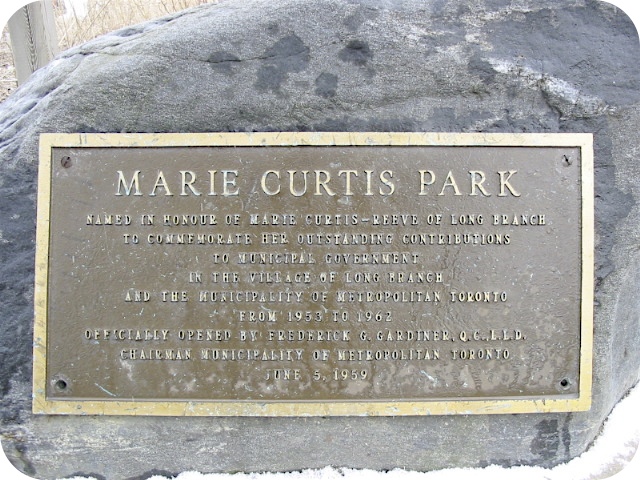 MARIE CURTIS PARK
NAMED IN HONOUR OF MARIE CURTIS–REEVE OF LONG BRANCH
TO COMMEMORATE HER OUTSTANDING CONTRIBUTIONS
TO MUNICIPAL GOVERNMENT
IN THE VILLAGE OF LONG BRANCH
AND THE MUNICIPALITY OF METROPOLITAN TORONTO
FROM 1953 TO 1962
OFFICIALLY OPENED BY FREDERICK G. GARDINER, Q.C., L.L.D.
CHAIRMAN MUNICIPALITY OF METROPOLITAN TORONTO
JUNE 5, 1959